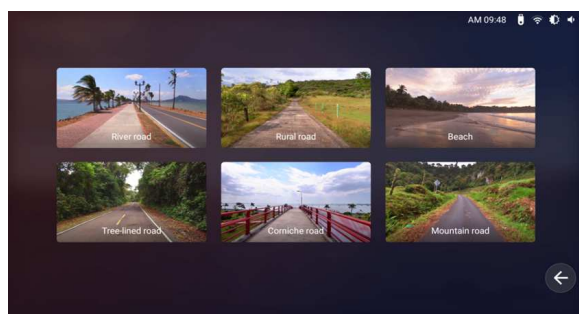 AM 09:48
River road
Rural road
Beach
Tree-lined road
Corniche road
Mountain road